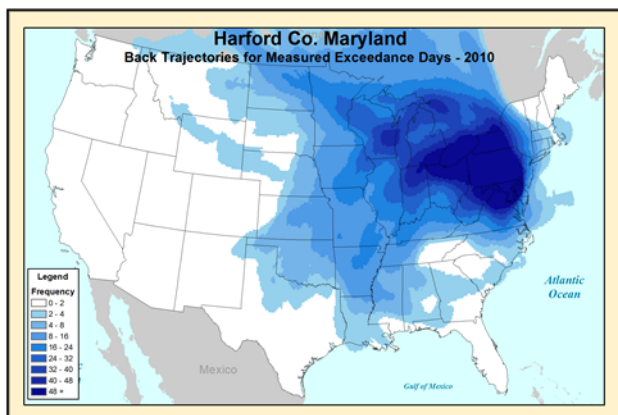 Harford Co. Maryland
Back Trajectories for Measured Exceedance Days - 2010
Legend
Frequency
0 - 2
2 - 4
4 - 8
8 - 16
16 - 24
24 - 32
32 - 40
40 - 48
48 +
Mexico
Gulf of Mexico
Atlantic
Ocean